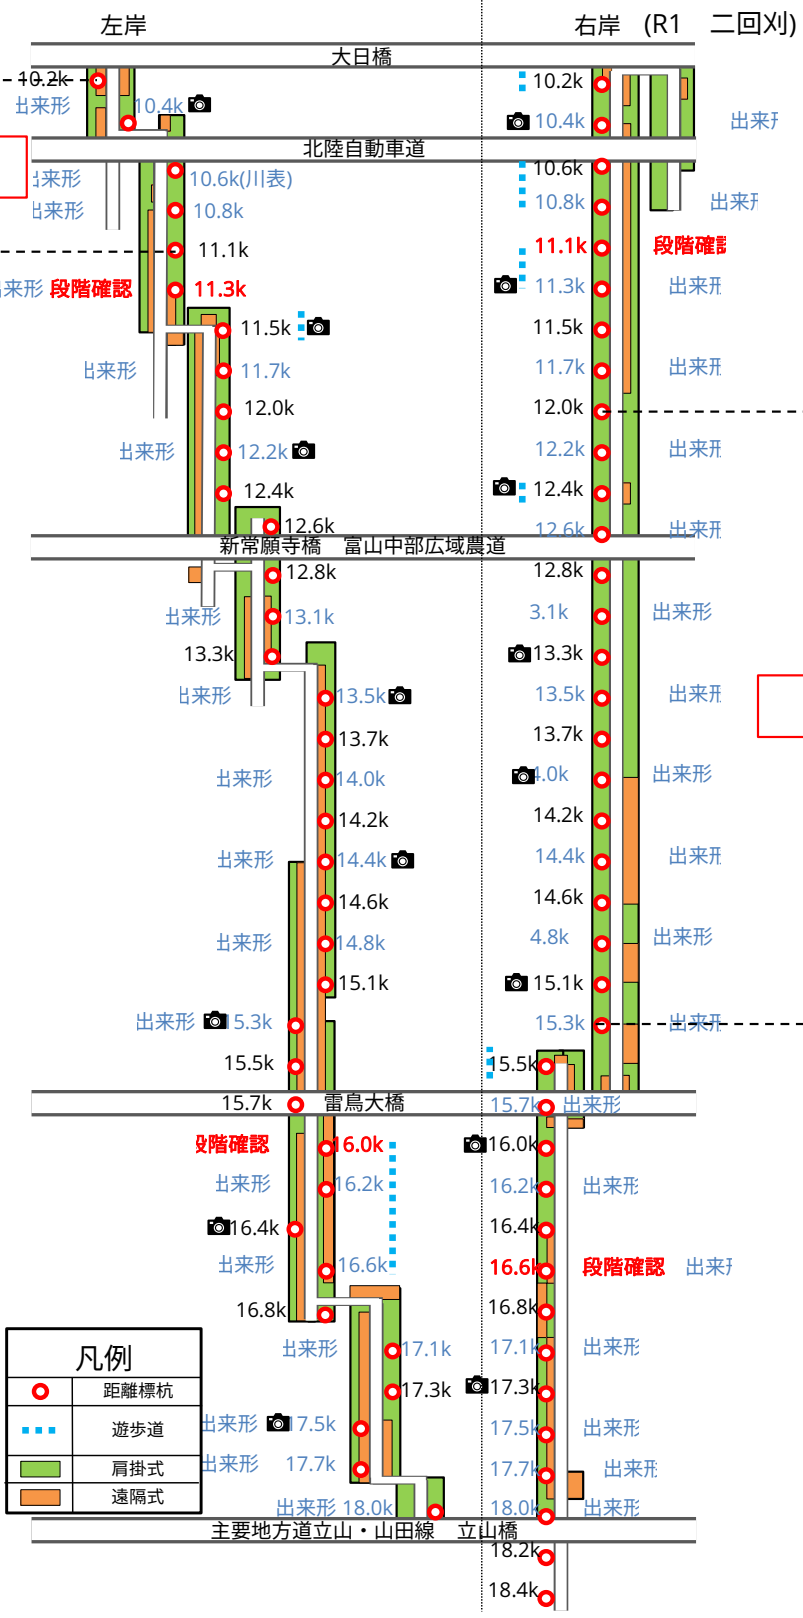 左岸
右岸 (R1 二回刈)
大日橋
10.2k
10.2k
出来形 10.4k
10.4k
北陸自動車道
出来形 10.6k(川表)
10.6k
出来形 10.8k
10.8k
11.1k
11.1k 段階確認
出来形 段階確認 11.3k
11.3k 出来形
11.5k
11.5k
出来形 11.7k
11.7k 出来形
12.0k
12.0k
出来形 12.2k
12.2k 出来形
12.4k
12.4k
12.6k
12.6k 出来形
新常願寺橋 富山中部広域農道
12.8k
12.8k
出来形 13.1k
3.1k 出来形
13.3k
13.3k
出来形 13.5k
13.5k 出来形
13.7k
13.7k
出来形 14.0k
4.0k 出来形
14.2k
14.2k
出来形 14.4k
14.4k 出来形
14.6k
14.6k
出来形 14.8k
4.8k 出来形
15.1k
15.1k
出来形 5.3k
15.3k 出来形
15.5k
15.5k
15.7k
雷鳥大橋
15.7k 出来形
段階確認 16.0k
16.0k
出来形 16.2k
16.2k 出来形
16.4k
16.4k
出来形 16.6k
16.6k 段階確認 出来形
16.8k
16.8k
出来形 17.1k
17.1k 出来形
17.3k
17.3k
出来形 17.5k
17.5k 出来形
出来形 17.7k
17.7k 出来形
出来形 18.0k
18.0k 出来形
主要地方道立山・山田線 立山橋
18.2k
18.4k
凡例
距離標杭
遊歩道
肩掛式
遠隔式